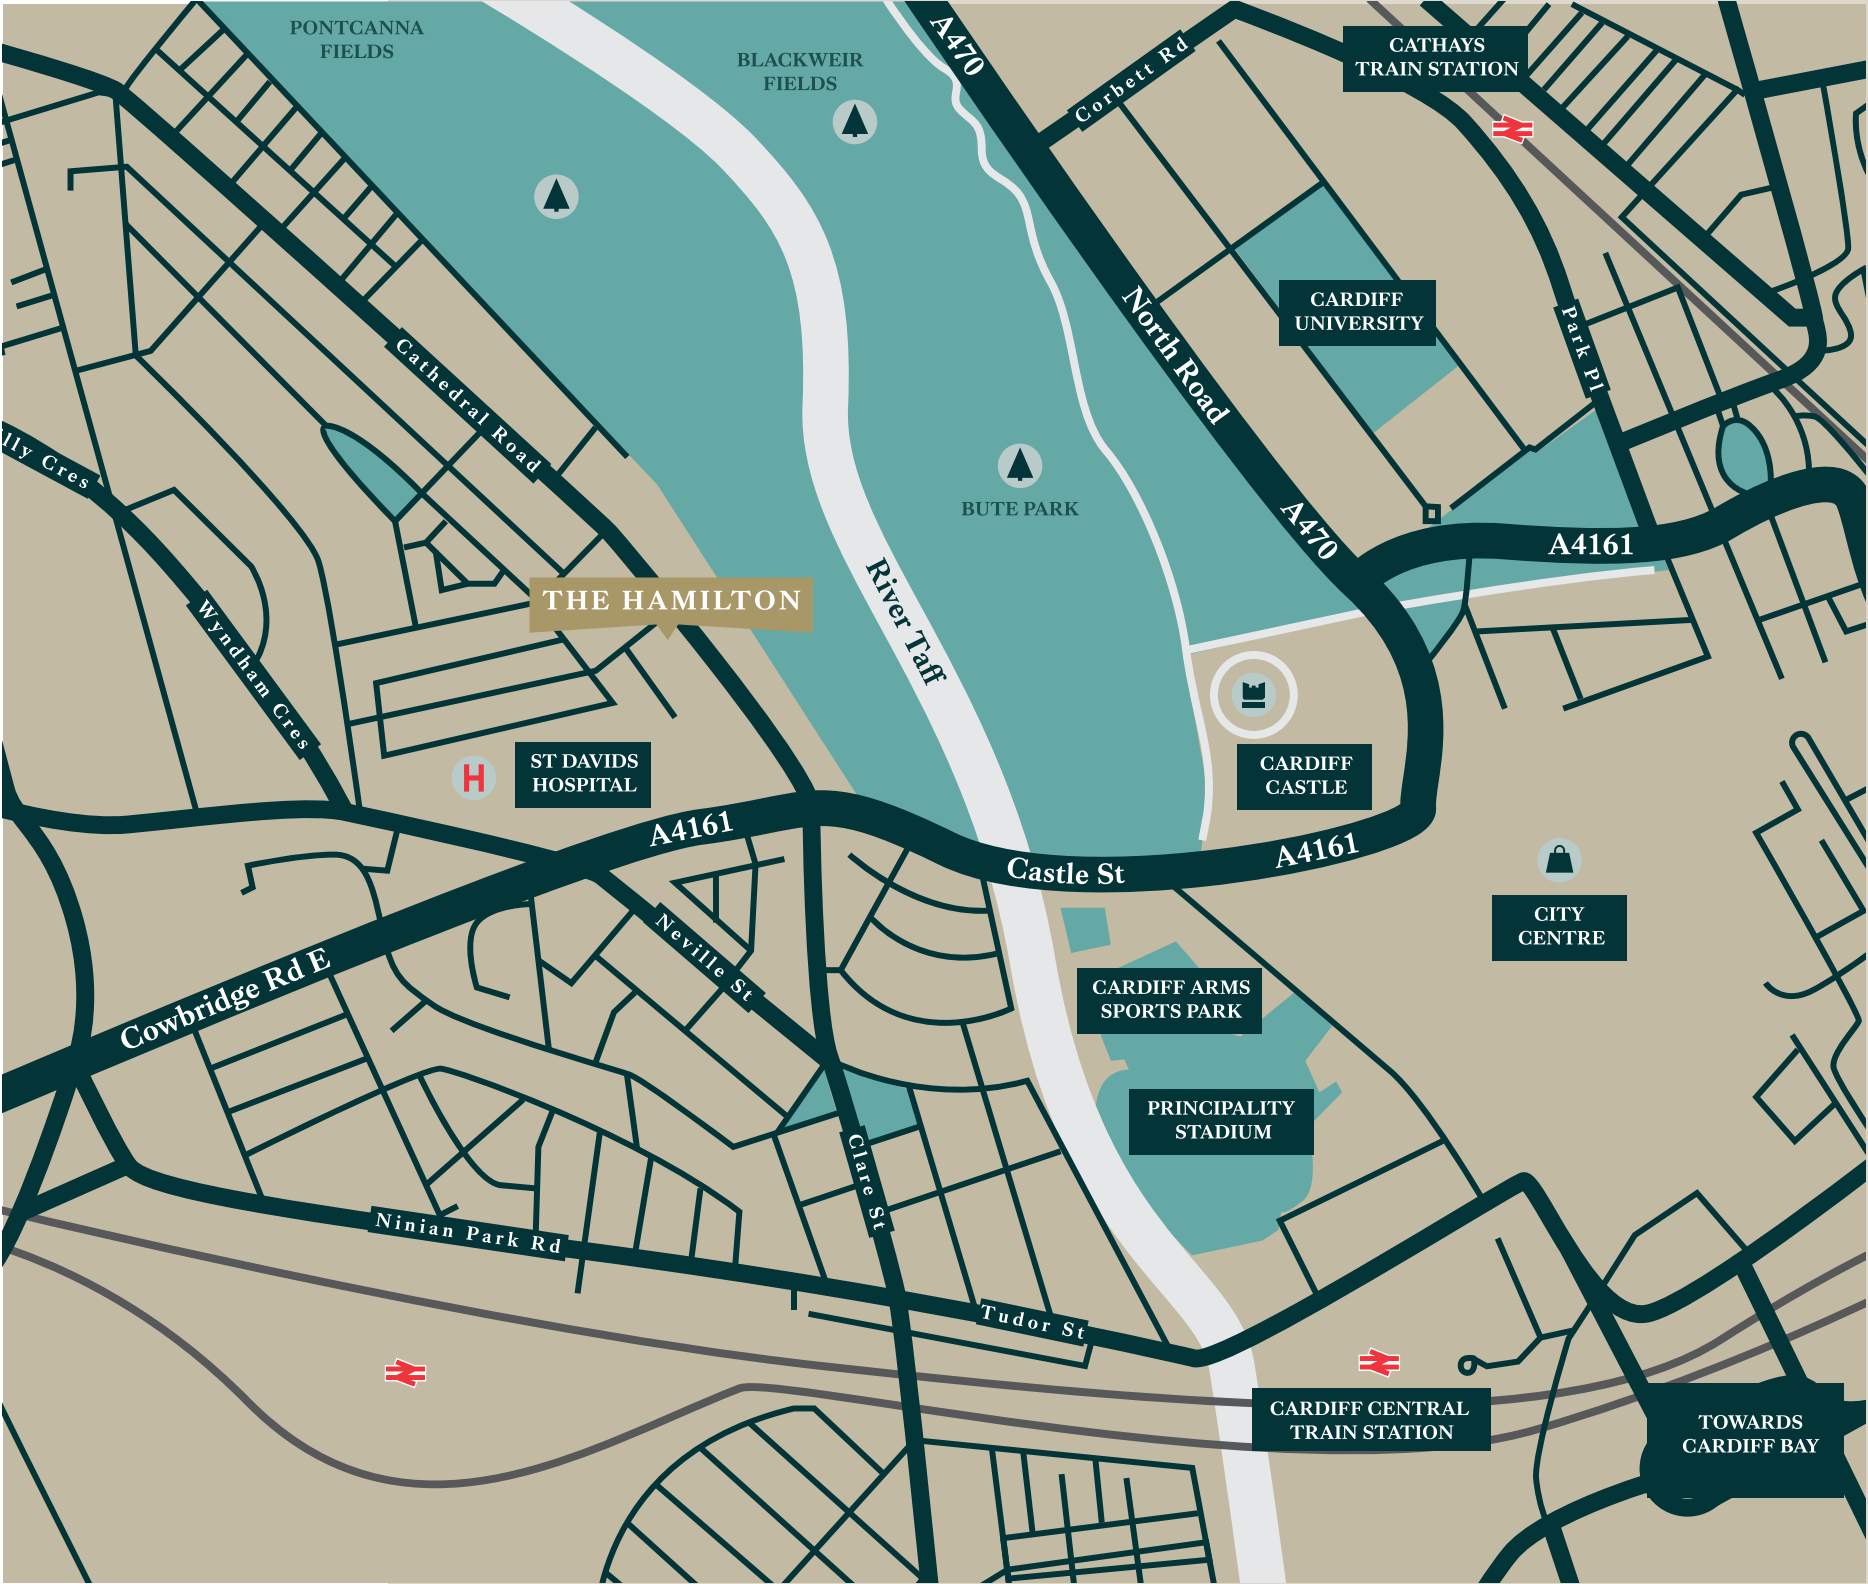 PONTCANNA
FIELDS
BLACKWEIR
FIELDS
A470
Corbett Rd
CATHAYS
TRAIN STATION
CARDIFF
UNIVERSITY
North Road
Park Pl
Cathedral Road
lly Cres
BUTE PARK
A470
A4161
River Taff
THE HAMILTON
Wyndham Cres
ST DAVIDS
HOSPITAL
H
CARDIFF
CASTLE
A4161
Castle St
A4161
CITY
CENTRE
Neville St
Cowbridge Rd E
CARDIFF ARMS
SPORTS PARK
PRINCIPALITY
STADIUM
Clare St
Ninian Park Rd
Tudor St
CARDIFF CENTRAL
TRAIN STATION
TOWARDS
CARDIFF BAY